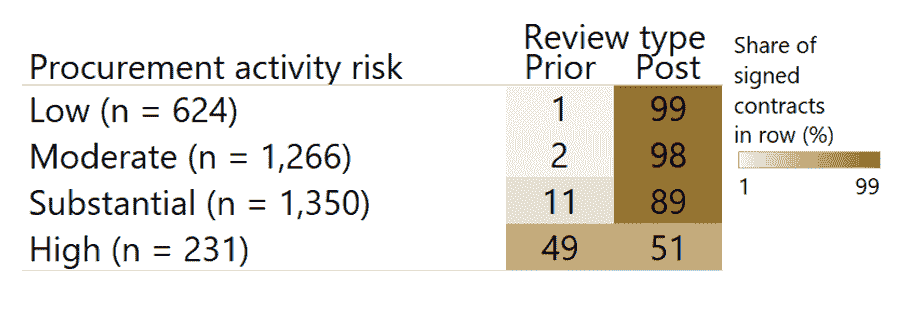 Review type
Procurement activity risk Prior Post
Low (n = 624) 1 99
Moderate (n = 1,266) 2 98
Substantial (n = 1,350) 11 89
High (n = 231) 49 51
Share of
signed
contracts
in row (%)
1 99